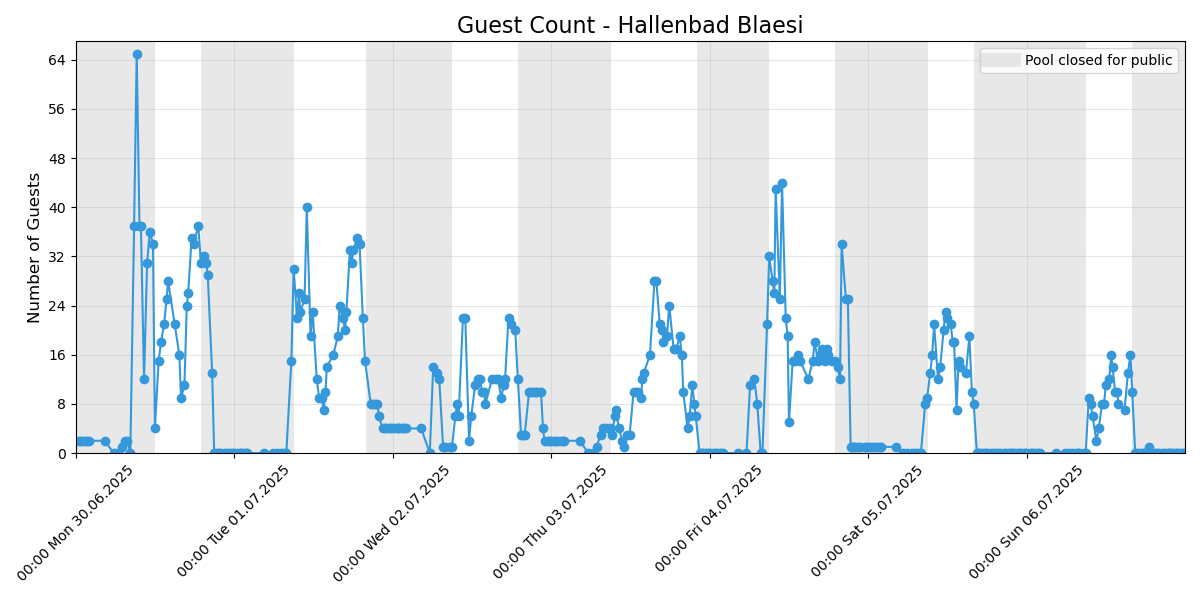 Guest Count - Hallenbad Blaesi
Pool closed for public
Number of Guests
64
56
48
40
32
24
16
8
0
00:00 Mon 30.06.2025
00:00 Tue 01.07.2025
00:00 Wed 02.07.2025
00:00 Thu 03.07.2025
00:00 Fri 04.07.2025
00:00 Sat 05.07.2025
00:00 Sun 06.07.2025